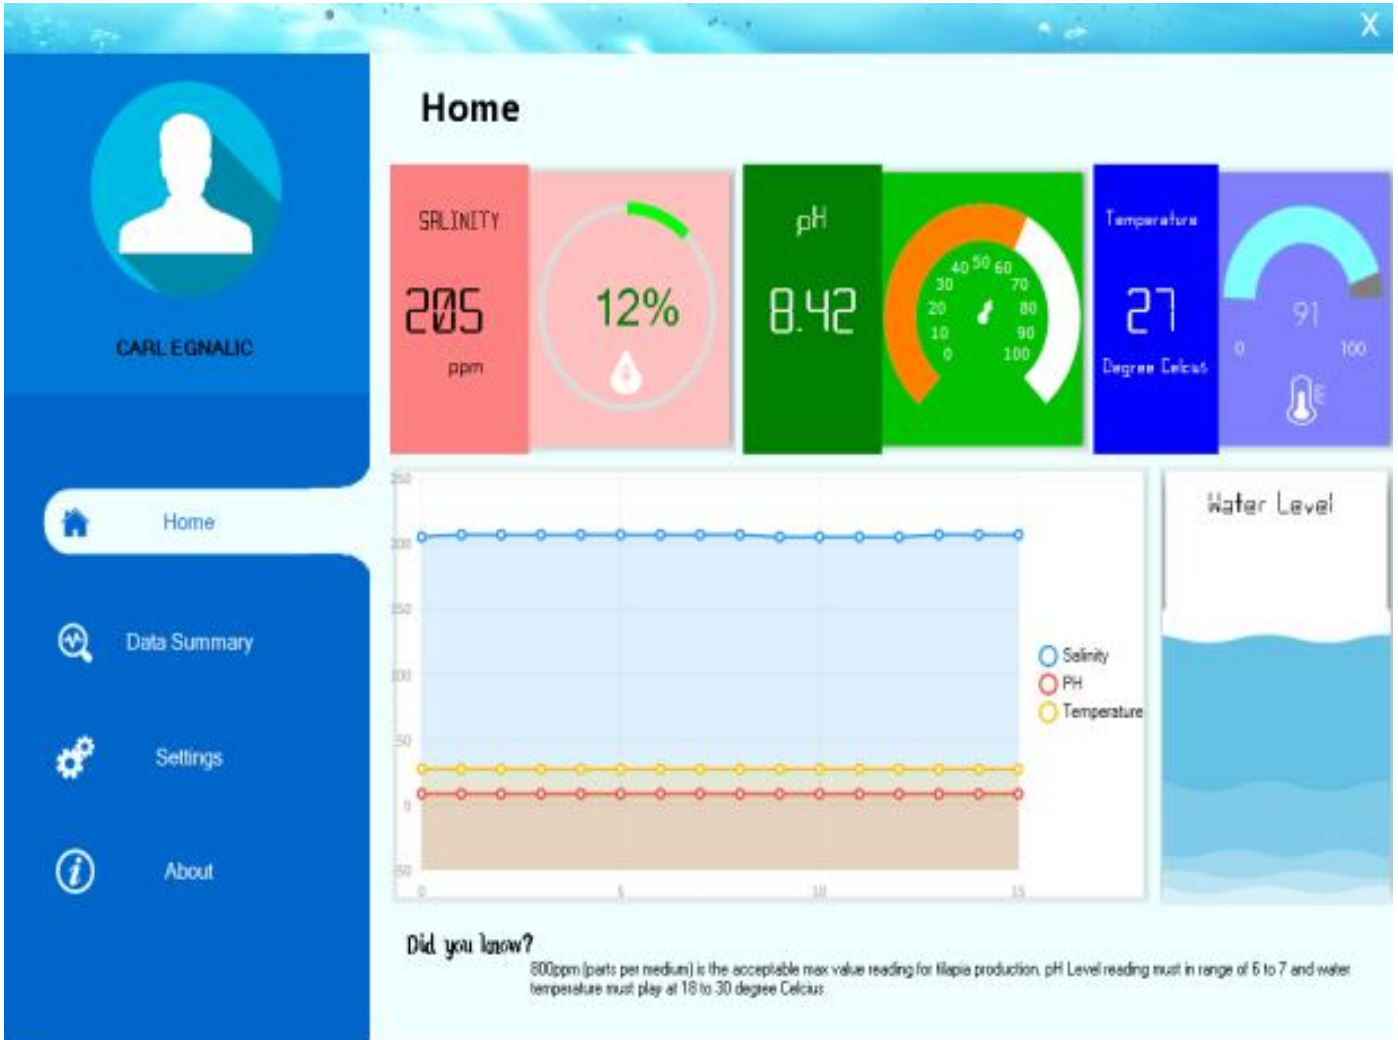 X
CARL EGNALIC
Home
Data Summary
Settings
About
Home
SALINITY
205
ppm
12%
pH
8.42
0
10
20
30
40
50
60
70
80
90
100
Temperature
27
Degree Celcius
91
0
100
250
200
150
100
50
0
50
0
5
10
15
Salinity
PH
Temperature
Water Level
Did you know?
800ppm (parts per medium) is the acceptable max value reading for tilapia production. pH Level reading must in range of 6 to 7 and water
temperature must play at 18 to 30 degree Celcius